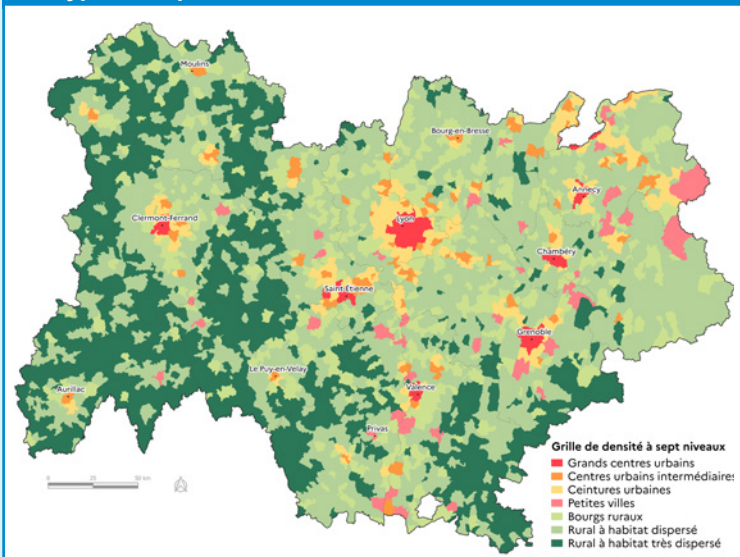 Moulins
Bourg-en-Bresse
Annecy
Clermont-Ferrand
Lyon
Chambéry
Saint-Étienne
Grenoble
Le Puy-en-Velay
Aurillac
Valence
Privas
0 25 50 km
Grille de densité à sept niveaux
Grands centres urbains
Centres urbains intermédiaires
Ceintures urbaines
Petites villes
Bourgs ruraux
Rural à habitat dispersé
Rural à habitat très dispersé